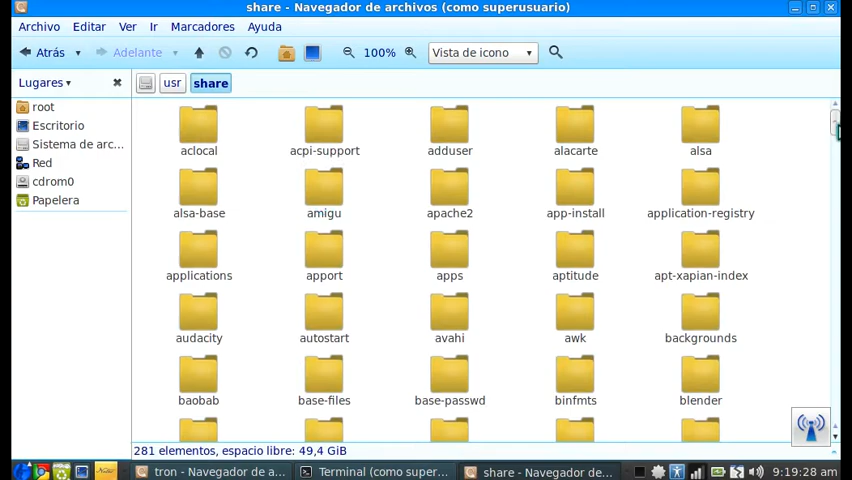 share - Navegador de archivos (como superusuario)
Archivo Editar Ver Ir Marcadores Ayuda
Atrás Adelante 100% Vista de icono
Lugares usr share
root
Escritorio
Sistema de arc...
Red
cdrom0
Papelera
aclocal acpi-support adduser alacarte alsa
alsa-base amigu apache2 app-install application-registry
applications apport apps aptitude apt-xapian-index
audacity autostart avahi awk backgrounds
baobab base-files base-passwd binfmts blender
281 elementos, espacio libre: 49,4 GiB
tron - Navegador de a... Terminal (como super... share - Navegador de... 9:19:28 am